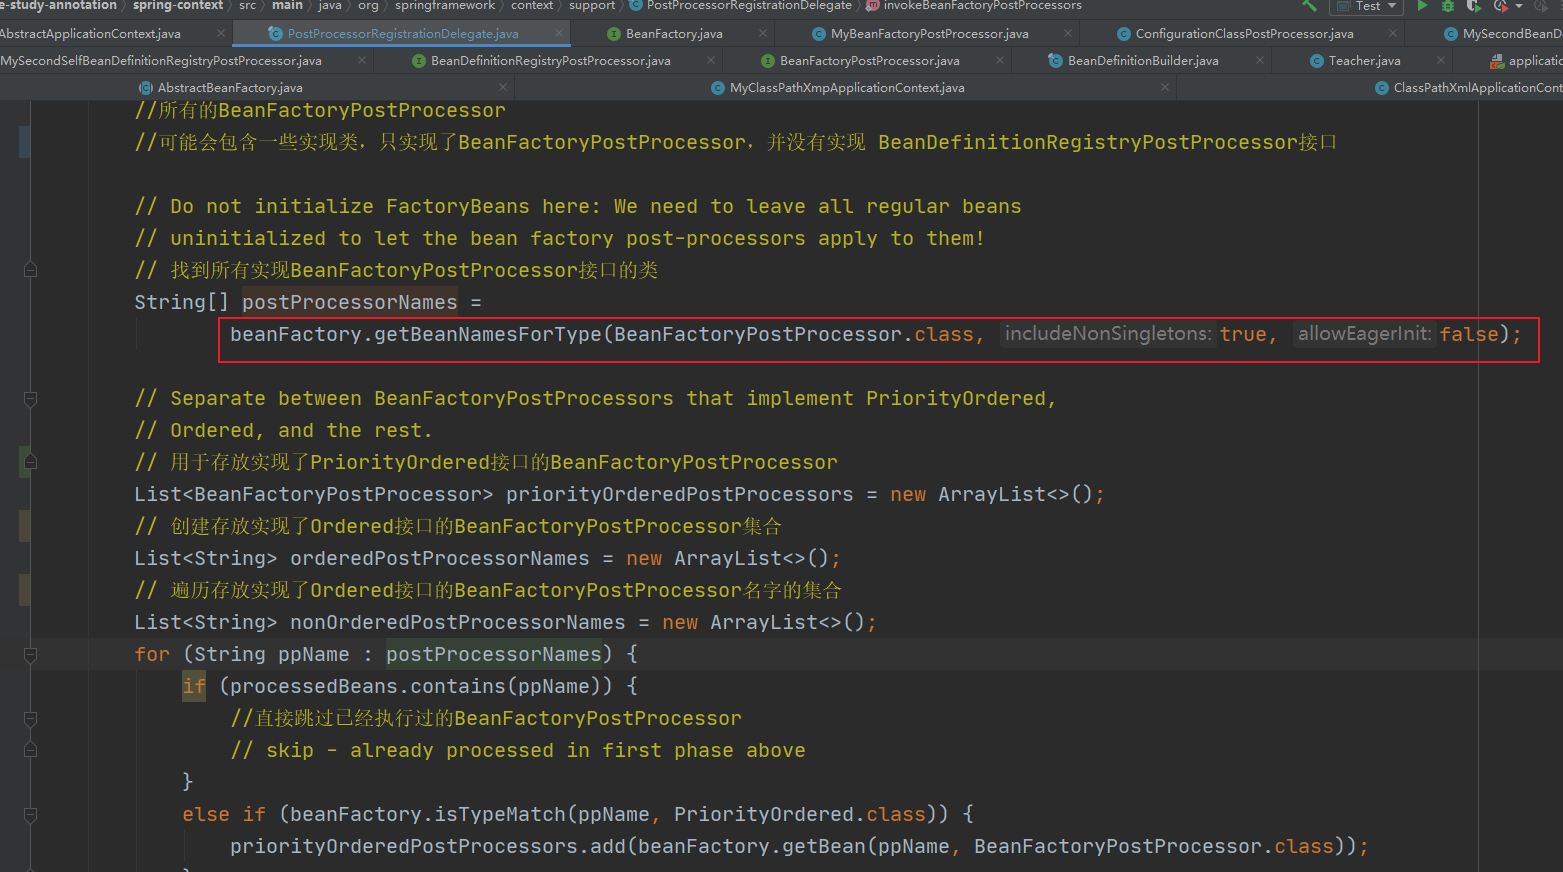 e-study-annotation › spring-context › src › main › java › org › springframework › context › support › PostProcessorRegistrationDelegate › invokeBeanFactoryPostProcessors Test
AbstractApplicationContext.java PostProcessorRegistrationDelegate.java BeanFactory.java MyBeanFactoryPostProcessor.java ConfigurationClassPostProcessor.java MySecondBeanD
MySecondSelfBeanDefinitionRegistryPostProcessor.java BeanDefinitionRegistryPostProcessor.java BeanFactoryPostProcessor.java BeanDefinitionBuilder.java Teacher.java applicatio
AbstractBeanFactory.java MyClassPathXmpApplicationContext.java ClassPathXmlApplicationCont
//所有的BeanFactoryPostProcessor
//可能会包含一些实现类，只实现了BeanFactoryPostProcessor，并没有实现 BeanDefinitionRegistryPostProcessor接口
// Do not initialize FactoryBeans here: We need to leave all regular beans
// uninitialized to let the bean factory post-processors apply to them!
// 找到所有实现BeanFactoryPostProcessor接口的类
String[] postProcessorNames =
beanFactory.getBeanNamesForType(BeanFactoryPostProcessor.class, includeNonSingletons: true, allowEagerInit: false);
// Separate between BeanFactoryPostProcessors that implement PriorityOrdered,
// Ordered, and the rest.
// 用于存放实现了PriorityOrdered接口的BeanFactoryPostProcessor
List<BeanFactoryPostProcessor> priorityOrderedPostProcessors = new ArrayList<>();
// 创建存放实现了Ordered接口的BeanFactoryPostProcessor集合
List<String> orderedPostProcessorNames = new ArrayList<>();
// 遍历存放实现了Ordered接口的BeanFactoryPostProcessor名字的集合
List<String> nonOrderedPostProcessorNames = new ArrayList<>();
for (String ppName : postProcessorNames) {
if (processedBeans.contains(ppName)) {
//直接跳过已经执行过的BeanFactoryPostProcessor
// skip - already processed in first phase above
}
else if (beanFactory.isTypeMatch(ppName, PriorityOrdered.class)) {
priorityOrderedPostProcessors.add(beanFactory.getBean(ppName, BeanFactoryPostProcessor.class));